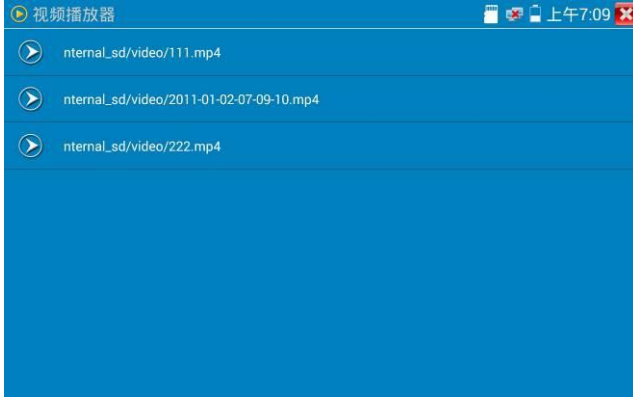 视频播放器 上午7:09
nternal_sd/video/111.mp4
nternal_sd/video/2011-01-02-07-09-10.mp4
nternal_sd/video/222.mp4